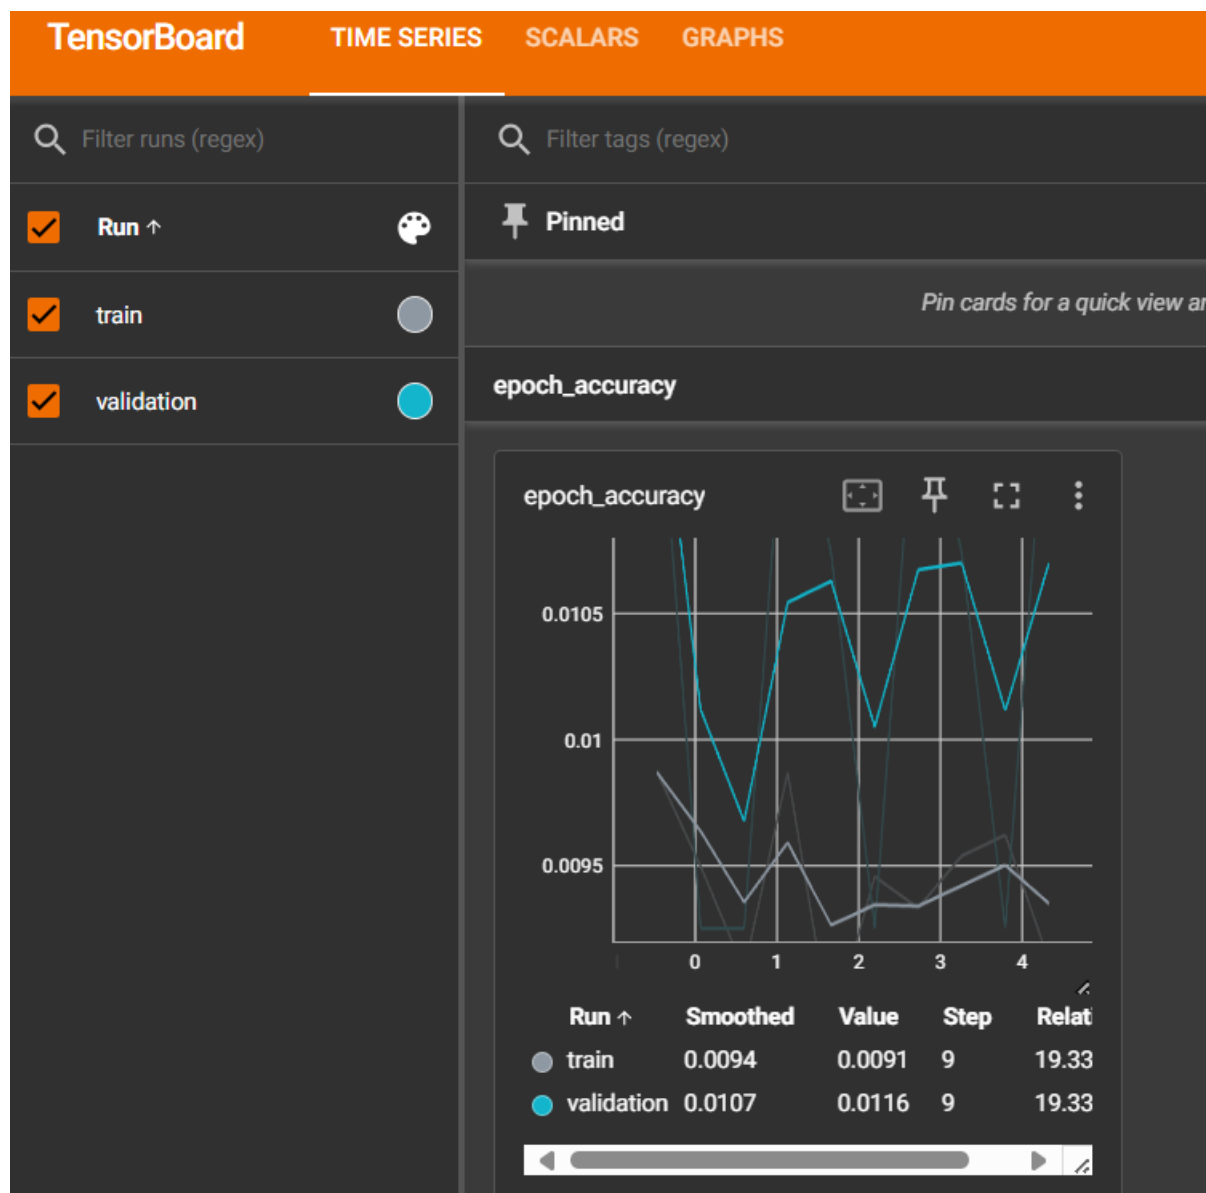 TensorBoard TIME SERIES SCALARS GRAPHS
Filter runs (regex)
Filter tags (regex)
Run ↑
Pinned
train
Pin cards for a quick view
validation
epoch_accuracy
epoch_accuracy
0.0105
0.01
0.0095
0 1 2 3 4
Run ↑ Smoothed Value Step Relati
train 0.0094 0.0091 9 19.33
validation 0.0107 0.0116 9 19.33